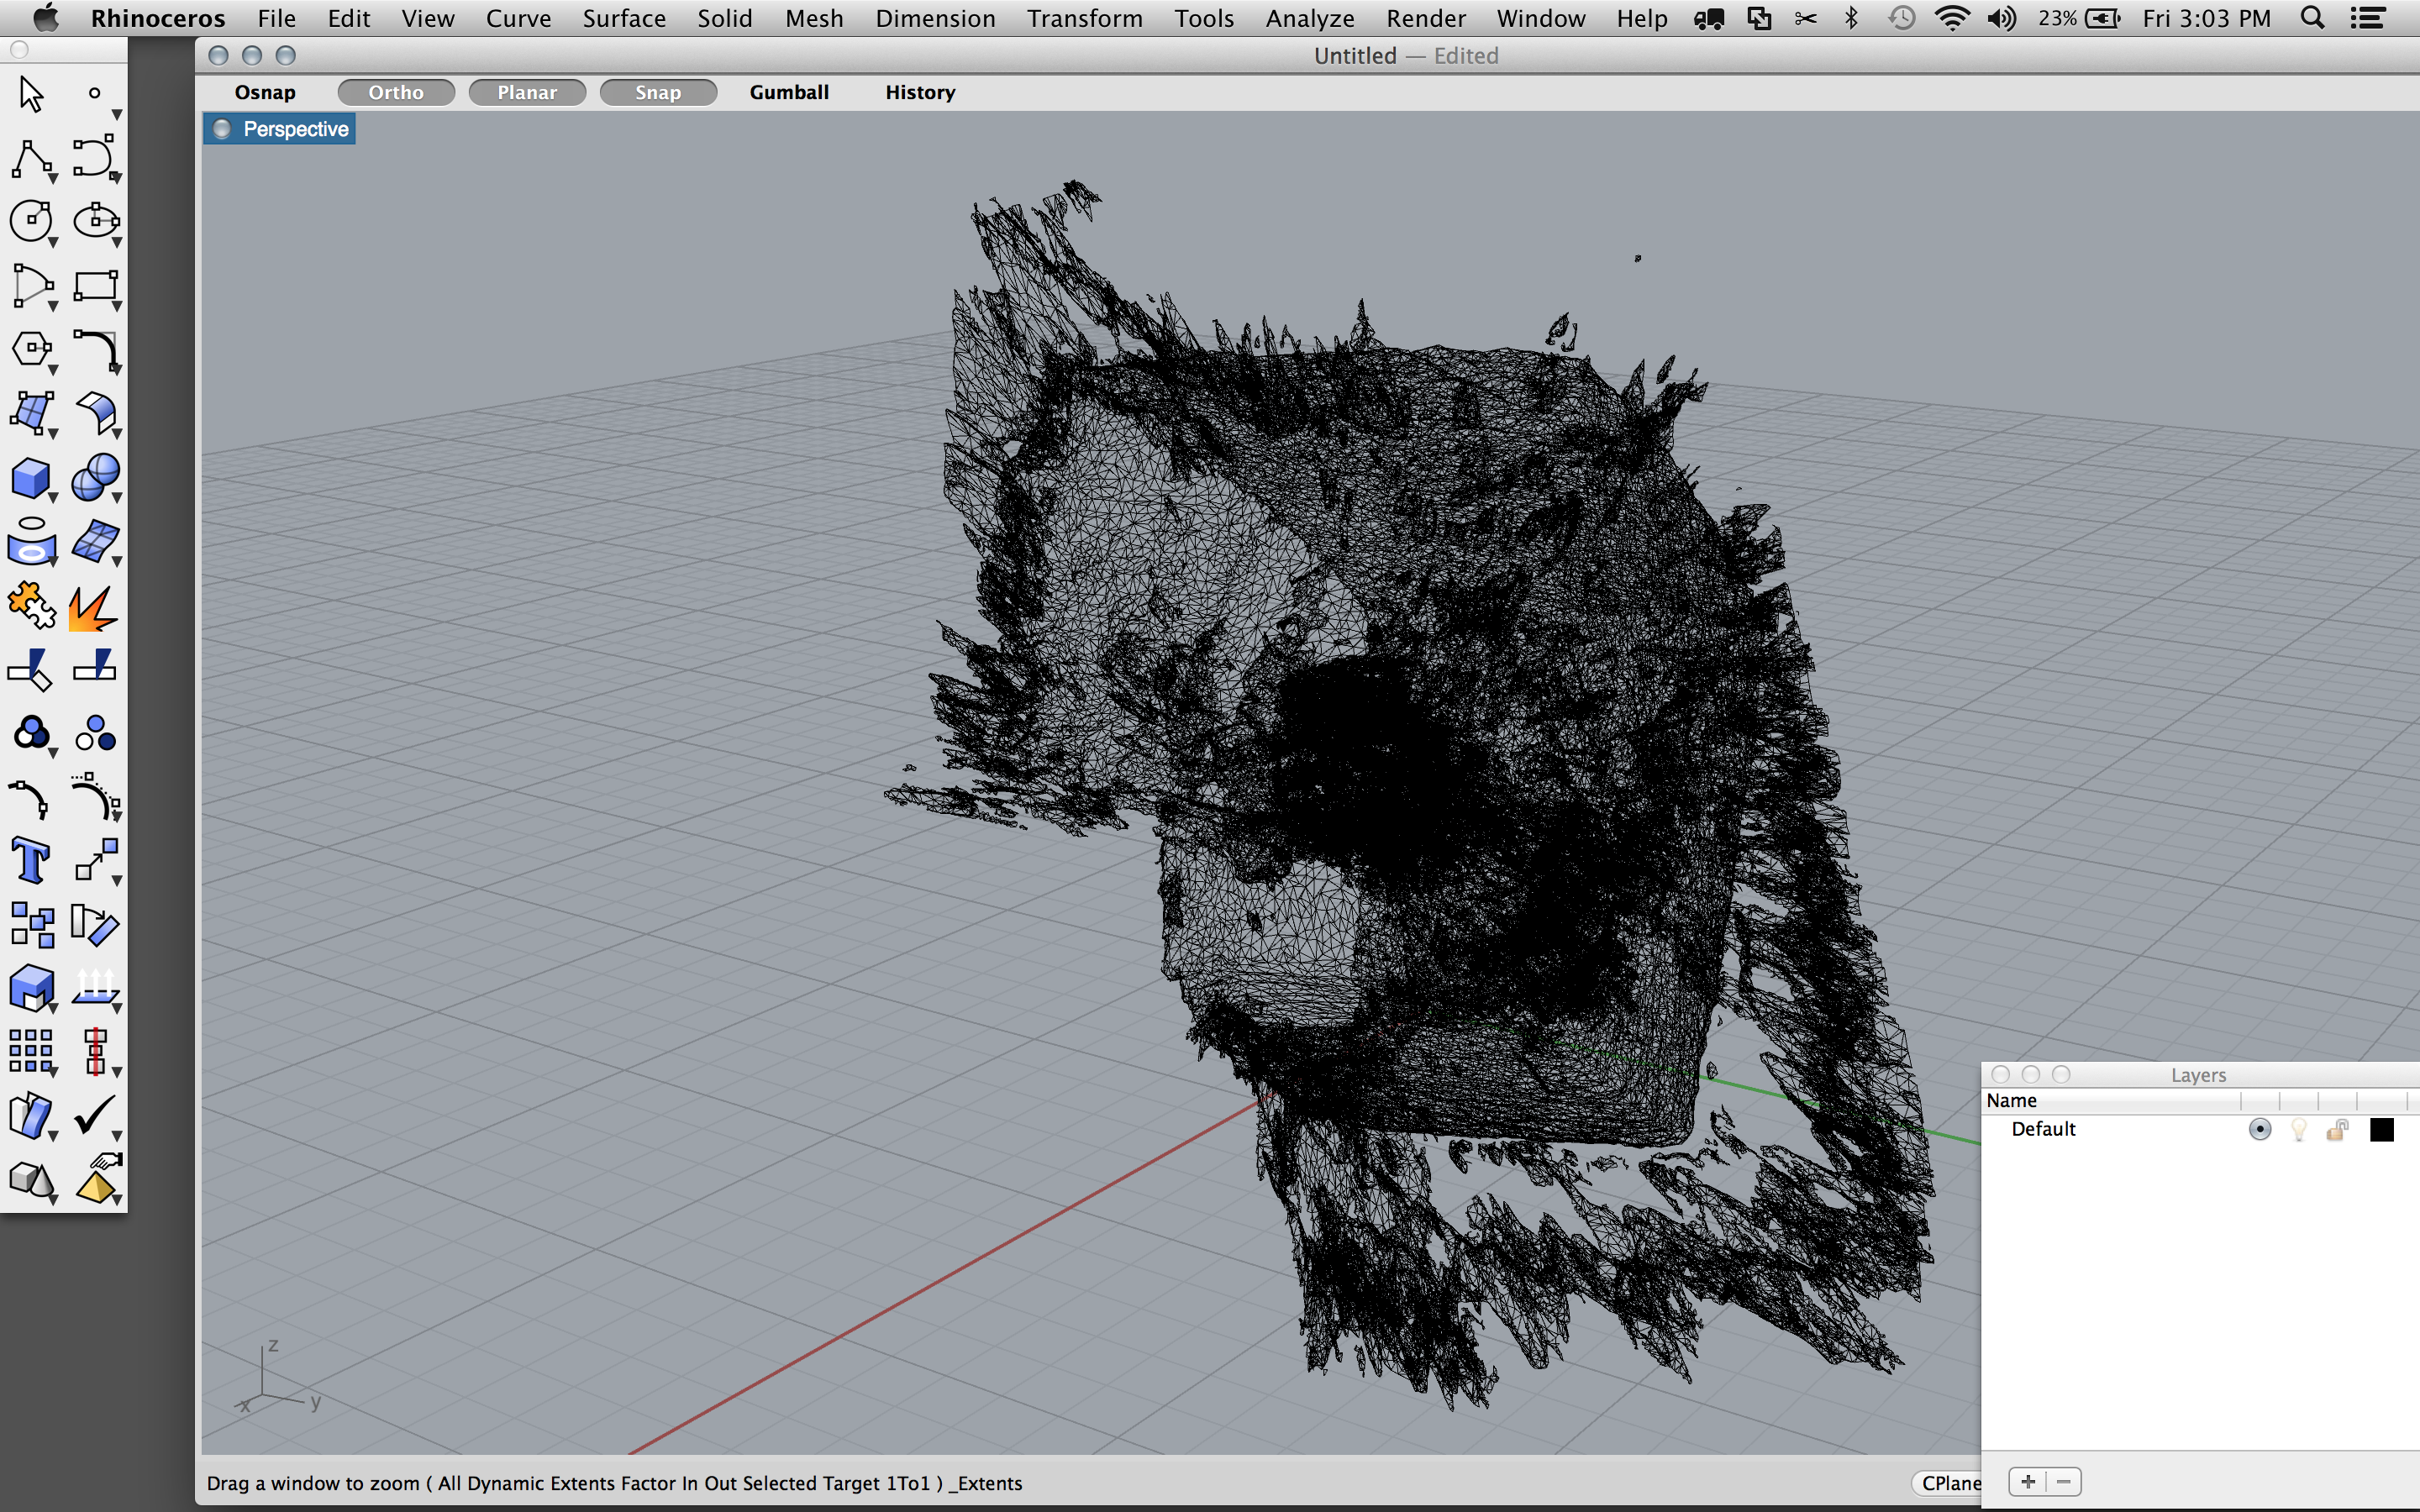 Rhinoceros File Edit View Curve Surface Solid Mesh Dimension Transform Tools Analyze Render Window Help 23% Fri 3:03 PM
Untitled — Edited
Osnap Ortho Planar Snap Gumball History
Perspective
Layers
Name
Default
z
x y
Drag a window to zoom ( All Dynamic Extents Factor In Out Selected Target 1To1 ) _Extents
CPlane